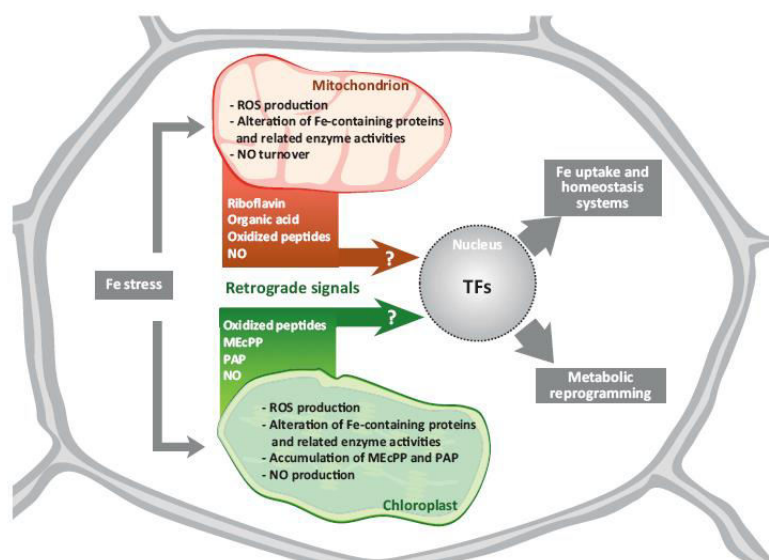 Mitochondrion
- ROS production
- Alteration of Fe-containing proteins
and related enzyme activities
- NO turnover
Riboflavin
Organic acid
Oxidized peptides
NO
?
Fe stress
Retrograde signals
Oxidized peptides
MEcPP
PAP
NO
?
Nucleus
TFs
Fe uptake and
homeostasis
systems
Metabolic
reprogramming
- ROS production
- Alteration of Fe-containing proteins
and related enzyme activities
- Accumulation of MEcPP and PAP
- NO production
Chloroplast